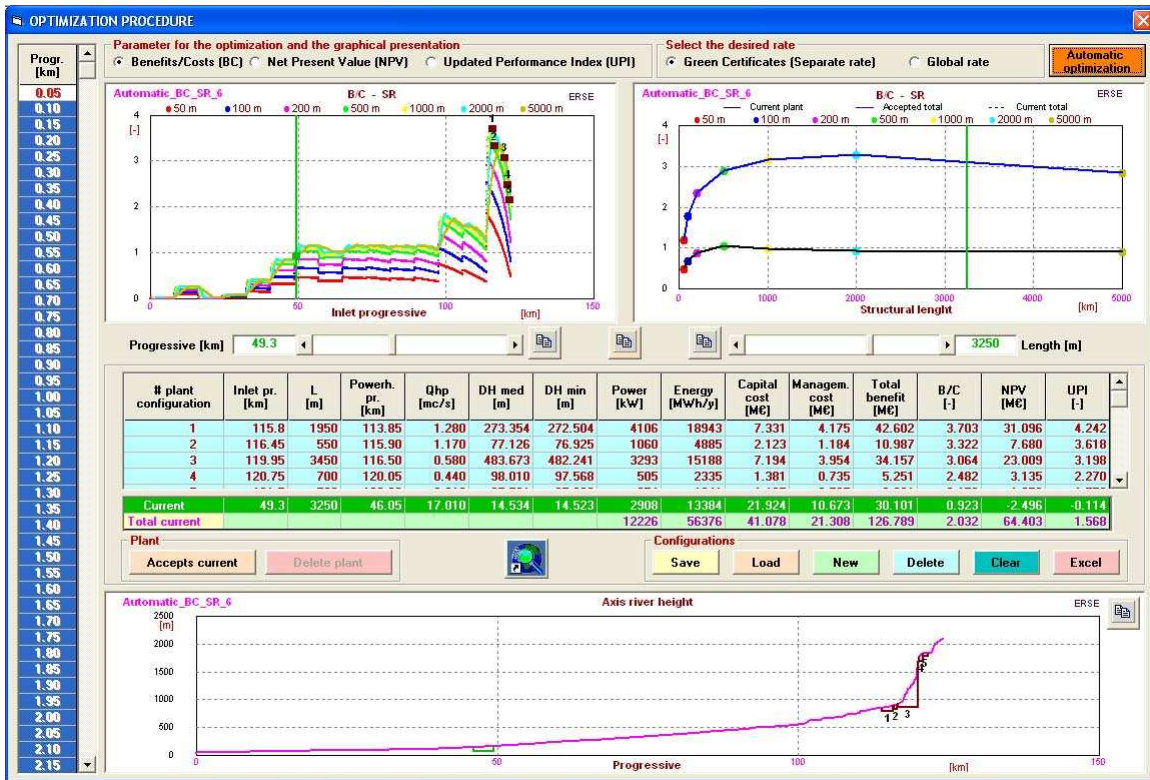 OPTIMIZATION PROCEDURE
Progr. [km]
0.05
0.10
0.15
0.20
0.25
0.30
0.35
0.40
0.45
0.50
0.55
0.60
0.65
0.70
0.75
0.80
0.85
0.90
0.95
1.00
1.05
1.10
1.15
1.20
1.25
1.30
1.35
1.40
1.45
1.50
1.55
1.60
1.65
1.70
1.75
1.80
1.85
1.90
1.95
2.00
2.05
2.10
2.15
Parameter for the optimization and the graphical presentation
Benefits/Costs (BC) Net Present Value (NPV) Updated Performance Index (UPI)
Select the desired rate
Green Certificates (Separate rate) Global rate
Automatic optimization
Automatic_BC_SR_6 B/C - SR ERSE
50 m 100 m 200 m 500 m 1000 m 2000 m 5000 m
4
[-]
3
2
1
0
1
2
3
4
0 50 100 150
Inlet progressive [km]
Automatic_BC_SR_6 B/C - SR ERSE
Current plant Accepted total Current total
50 m 100 m 200 m 500 m 1000 m 2000 m 5000 m
4
[-]
3
2
1
0
0 1000 2000 3000 4000 5000
Structural lenght [km]
Progressive [km] 49.3
3250 Length [m]
# plant configuration Inlet pr. [km] L [m] Powerh. pr. [km] Qhp [mc/s] DH med [m] DH min [m] Power [kW] Energy [MWh/y] Capital cost [M€] Managem. cost [M€] Total benefit [M€] B/C [-] NPV [M€] UPI [-]
1 115.8 1950 113.85 1.280 273.354 272.504 4106 18943 7.331 4.175 42.602 3.703 31.096 4.242
2 116.45 550 115.90 1.170 77.126 76.925 1060 4885 2.123 1.184 10.987 3.322 7.680 3.618
3 119.95 3450 116.50 0.580 483.673 482.241 3293 15188 7.194 3.954 34.157 3.064 23.009 3.198
4 120.75 700 120.05 0.440 98.010 97.568 505 2335 1.381 0.735 5.251 2.482 3.135 2.270
Current 49.3 3250 46.05 17.010 14.534 14.523 2908 13384 21.924 10.673 30.101 0.923 -2.496 -0.114
Total current 12226 56376 41.078 21.308 126.789 2.032 64.403 1.568
Plant
Accepts current Delete plant
Configurations
Save Load New Delete Clear Excel
Automatic_BC_SR_6 Axis river height ERSE
2500
[m]
2000
1500
1000
500
0
1 2 3
4
5
0 50 100 150
Progressive [km]